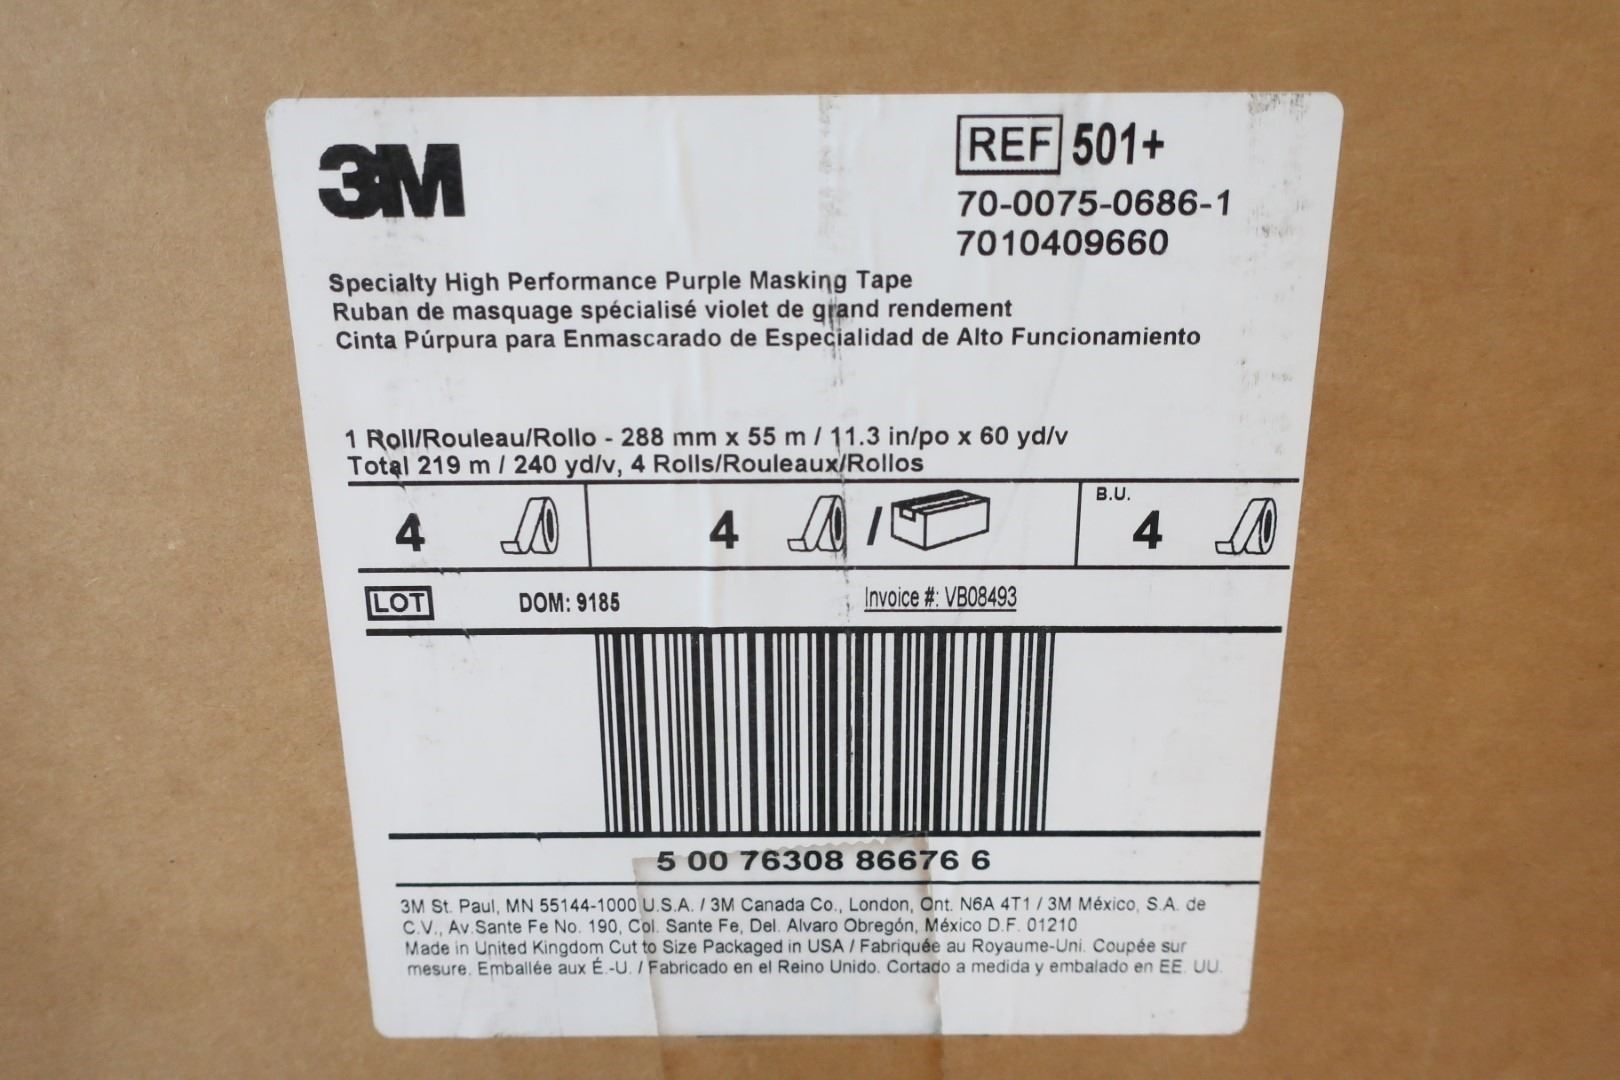 3M
REF 501+
70-0075-0686-1
7010409660
Specialty High Performance Purple Masking Tape
Ruban de masquage spécialisé violet de grand rendement
Cinta Púrpura para Enmascarado de Especialidad de Alto Funcionamiento
1 Roll/Rouleau/Rollo - 288 mm x 55 m / 11.3 in/po x 60 yd/v
Total 219 m / 240 yd/v, 4 Rolls/Rouleaux/Rollos
4 4 / B.U. 4
LOT DOM: 9185 Invoice #: VB08493
5 00 76308 86676 6
3M St. Paul, MN 55144-1000 U.S.A. / 3M Canada Co., London, Ont. N6A 4T1 / 3M México, S.A. de
C.V., Av.Sante Fe No. 190, Col. Sante Fe, Del. Alvaro Obregón, México D.F. 01210
Made in United Kingdom Cut to Size Packaged in USA / Fabriquée au Royaume-Uni. Coupée sur
mesure. Emballée aux É.-U. / Fabricado en el Reino Unido. Cortado a medida y embalado en EE. UU.